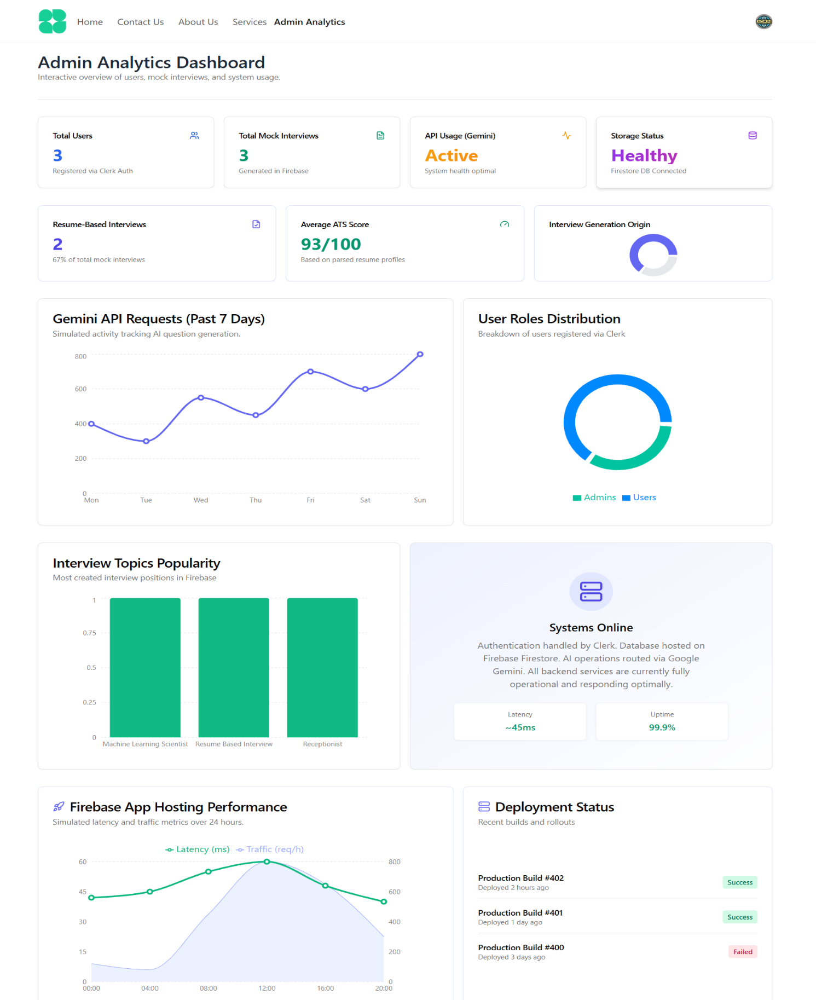 Home
Contact Us
About Us
Services
Admin Analytics
ADMIN
Admin Analytics Dashboard
Interactive overview of users, mock interviews, and system usage.
Total Users
3
Registered via Clerk Auth
Total Mock Interviews
3
Generated in Firebase
API Usage (Gemini)
Active
System health optimal
Storage Status
Healthy
Firestore DB Connected
Resume-Based Interviews
2
67% of total mock interviews
Average ATS Score
93/100
Based on parsed resume profiles
Interview Generation Origin
Gemini API Requests (Past 7 Days)
Simulated activity tracking AI question generation.
800
600
400
200
0
Mon
Tue
Wed
Thu
Fri
Sat
Sun
User Roles Distribution
Breakdown of users registered via Clerk
Admins
Users
Interview Topics Popularity
Most created interview positions in Firebase
1
0.75
0.5
0.25
0
Machine Learning Scientist
Resume Based Interview
Receptionist
Systems Online
Authentication handled by Clerk. Database hosted on
Firebase Firestore. AI operations routed via Google
Gemini. All backend services are currently fully
operational and responding optimally.
Latency
~45ms
Uptime
99.9%
Firebase App Hosting Performance
Simulated latency and traffic metrics over 24 hours.
Latency (ms)
Traffic (req/h)
60
45
30
15
0
800
600
400
200
0
00:00
04:00
08:00
12:00
16:00
20:00
Deployment Status
Recent builds and rollouts
Production Build #402
Deployed 2 hours ago
Success
Production Build #401
Deployed 1 day ago
Success
Production Build #400
Deployed 3 days ago
Failed